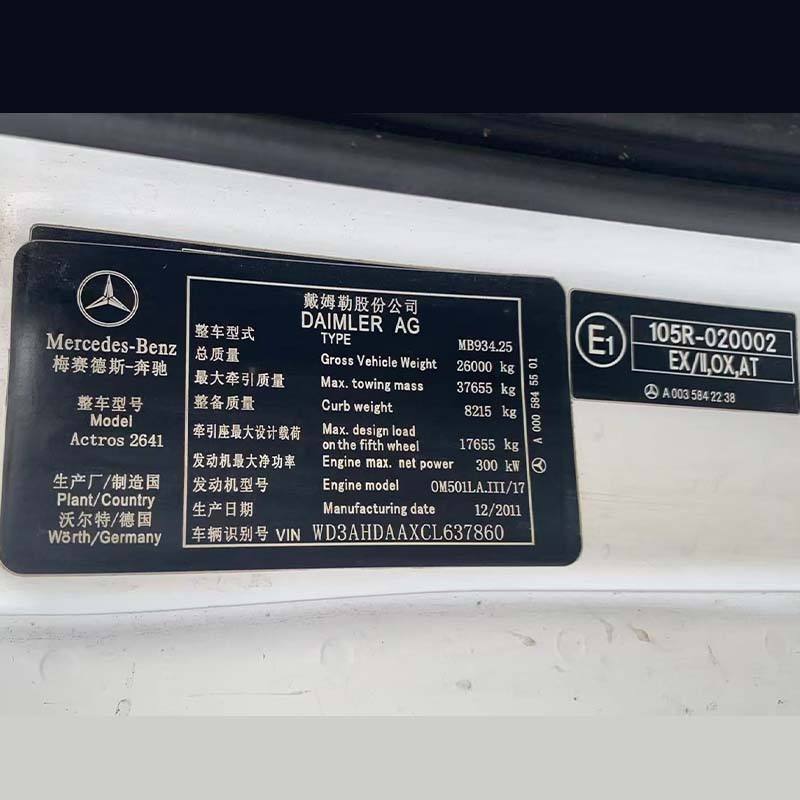 Mercedes-Benz
梅赛德斯-奔驰
整车型号
Model
Actros 2641
生产厂/制造国
Plant/Country
沃尔特/德国
Wörth/Germany
戴姆勒股份公司
DAIMLER AG
整车型式 TYPE MB934.25
总质量 Gross Vehicle Weight 26000 kg
最大牵引质量 Max. towing mass 37655 kg
整备质量 Curb weight 8215 kg
牵引座最大设计载荷 Max. design load
on the fifth wheel 17655 kg
发动机最大净功率 Engine max. net power 300 kW
发动机型号 Engine model OM501LA.III/17
生产日期 Manufacturing date 12/2011
车辆识别号 VIN WD3AHDAAXCL637860
A 000 584 55 01
E1
105R-020002
EX/II,OX,AT
A 003 584 22 38